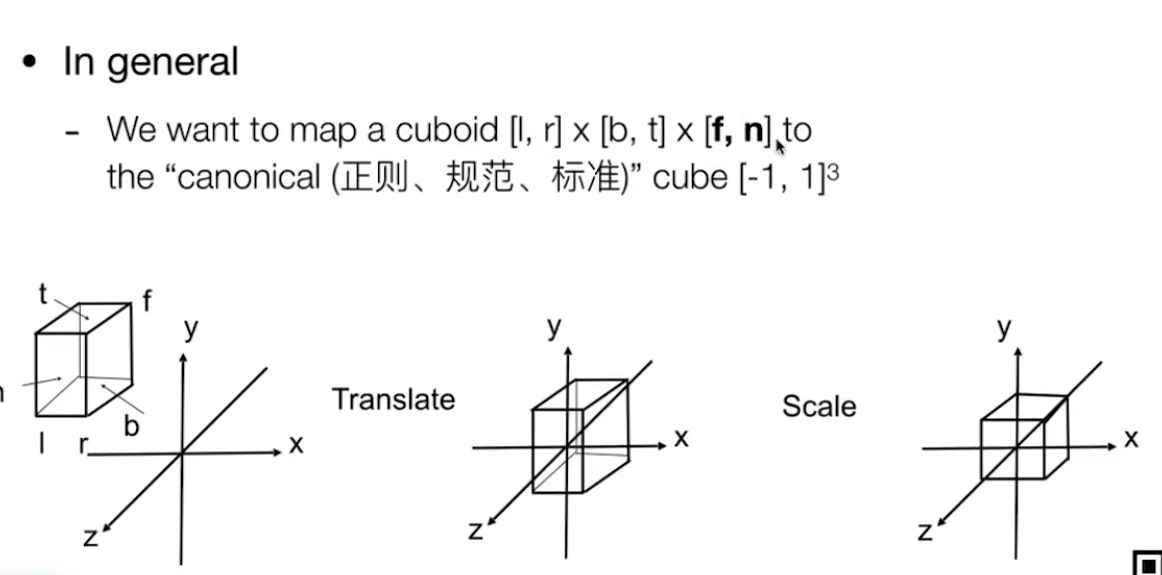 • In general
- We want to map a cuboid [l, r] x [b, t] x [f, n] to
the “canonical (正则、规范、标准)” cube [-1, 1]³
t
f
y
y
y
Translate
Scale
b
l
r
x
x
x
z
z
z